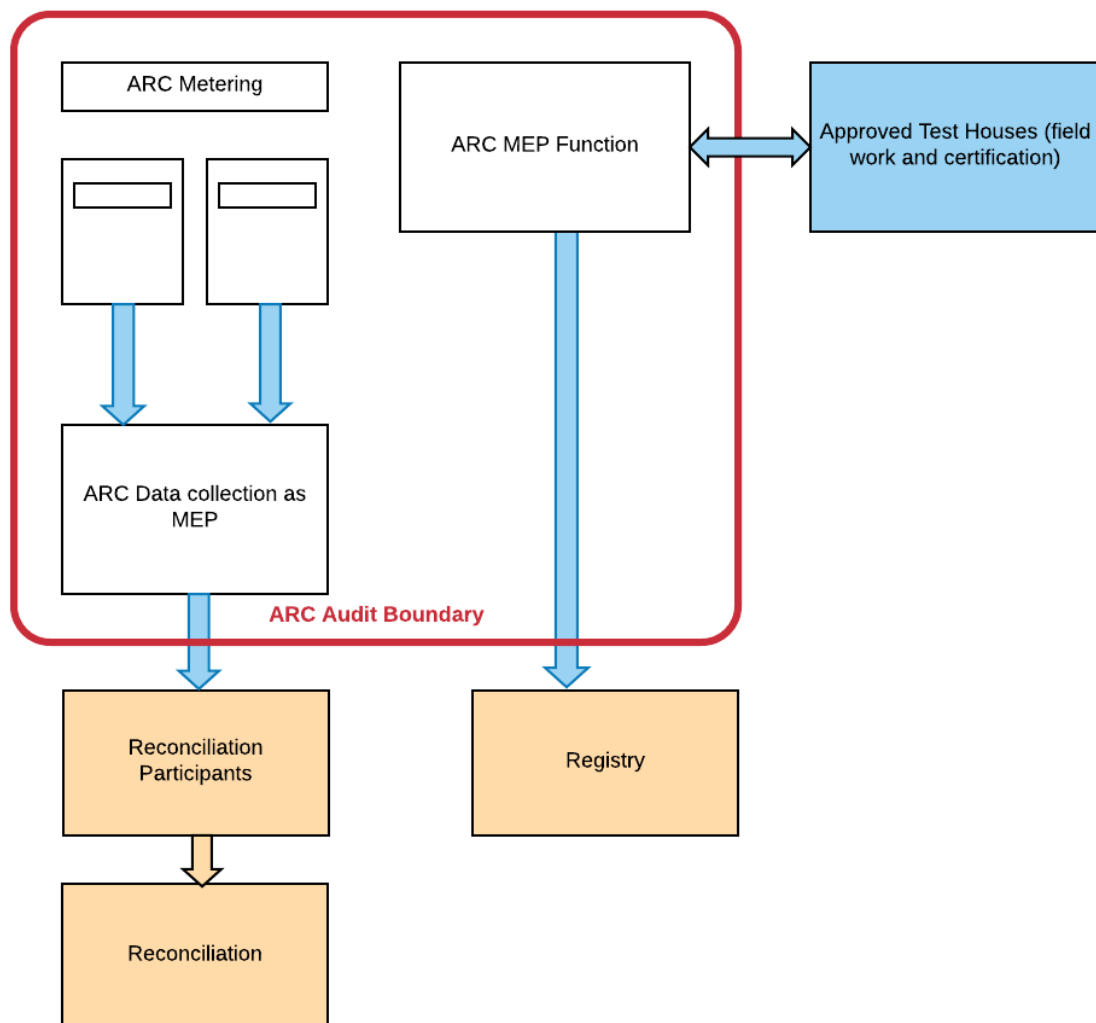 ARC Metering
ARC MEP Function
Approved Test Houses (field
work and certification)
ARC Data collection as
MEP
ARC Audit Boundary
Reconciliation
Participants
Registry
Reconciliation